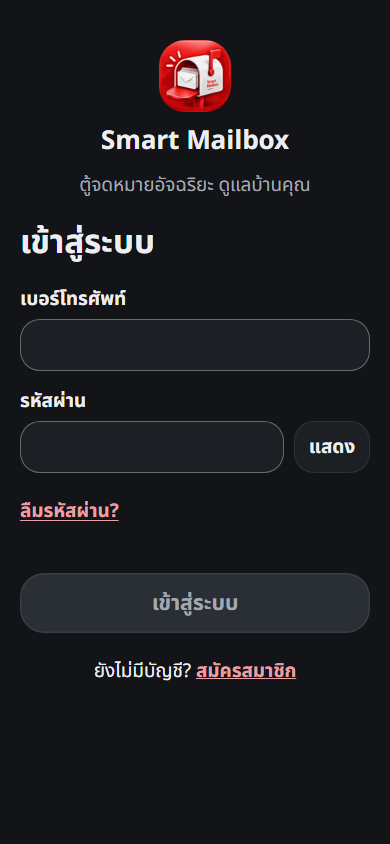 Smart Mailbox
ตู้จดหมายอัจฉริยะ ดูแลบ้านคุณ
เข้าสู่ระบบ
เบอร์โทรศัพท์
รหัสผ่าน
แสดง
ลืมรหัสผ่าน?
เข้าสู่ระบบ
ยังไม่มีบัญชี? สมัครสมาชิก